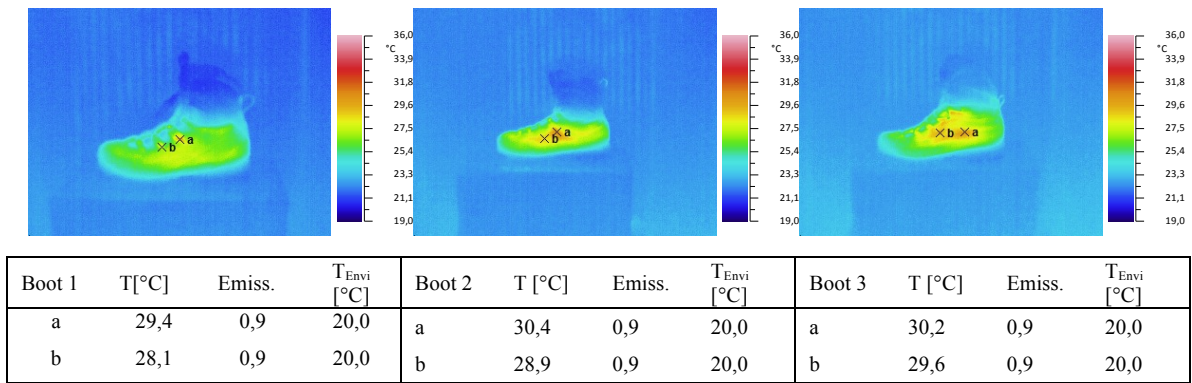 36,0
°C
33,9
31,8
29,6
27,5
25,4
23,3
21,1
19,0
a
b
36,0
°C
33,9
31,8
29,6
27,5
25,4
23,3
21,1
19,0
a
b
36,0
°C
33,9
31,8
29,6
27,5
25,4
23,3
21,1
19,0
b
a
Boot 1 T[°C] Emiss. TEnvi [°C]
a 29,4 0,9 20,0
b 28,1 0,9 20,0
Boot 2 T [°C] Emiss. TEnvi [°C]
a 30,4 0,9 20,0
b 28,9 0,9 20,0
Boot 3 T [°C] Emiss. TEnvi [°C]
a 30,2 0,9 20,0
b 29,6 0,9 20,0